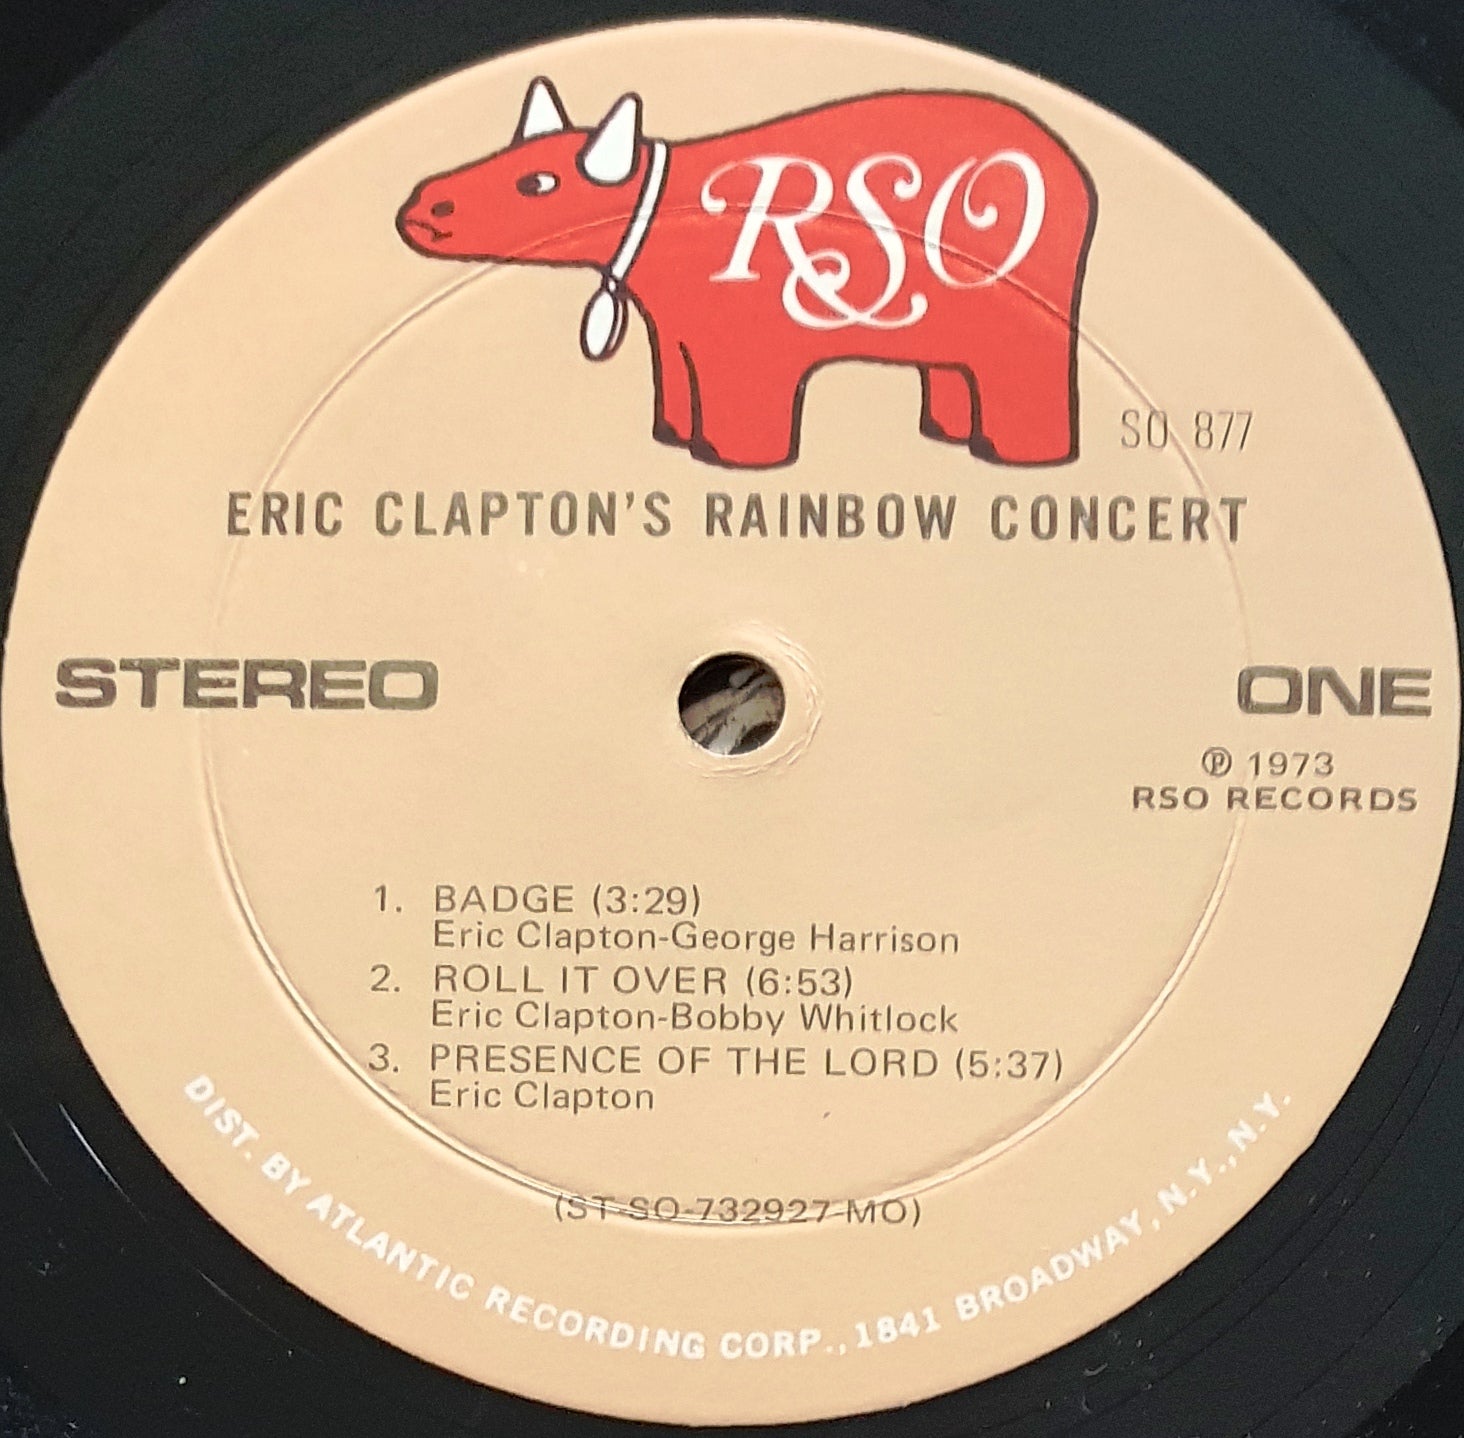 RSO
SO 877
ERIC CLAPTON'S RAINBOW CONCERT
STEREO
ONE
℗ 1973
RSO RECORDS
1. BADGE (3:29)
Eric Clapton-George Harrison
2. ROLL IT OVER (6:53)
Eric Clapton-Bobby Whitlock
3. PRESENCE OF THE LORD (5:37)
Eric Clapton
(ST-SO-732927-MO)
DIST. BY ATLANTIC RECORDING CORP., 1841 BROADWAY, N.Y., N.Y.